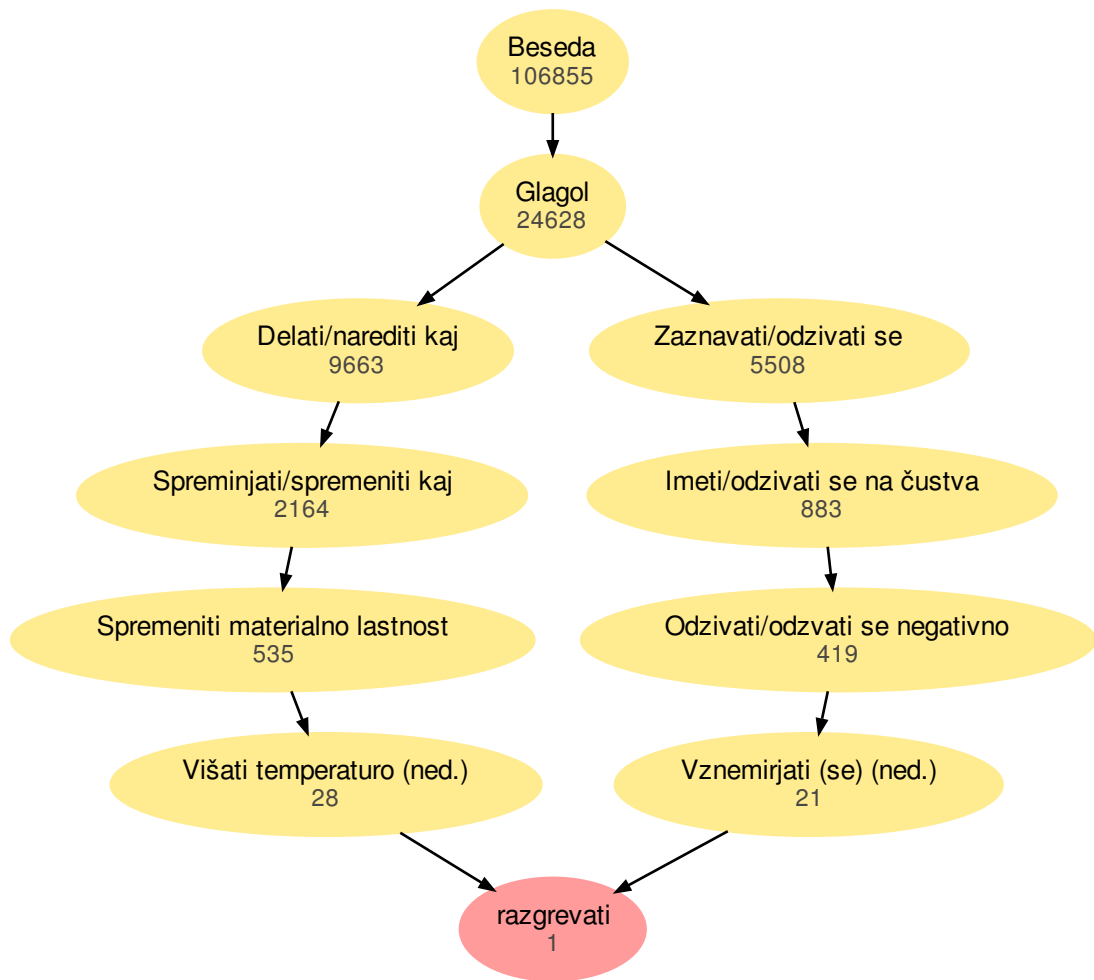 Beseda
106855
Glagol
24628
Delati/narediti kaj
9663
Zaznavati/odzivati se
5508
Spreminjati/spremeniti kaj
2164
Imeti/odzivati se na čustva
883
Spremeniti materialno lastnost
535
Odzivati/odzvati se negativno
419
Višati temperaturo (ned.)
28
Vznemirjati (se) (ned.)
21
razgrevati
1